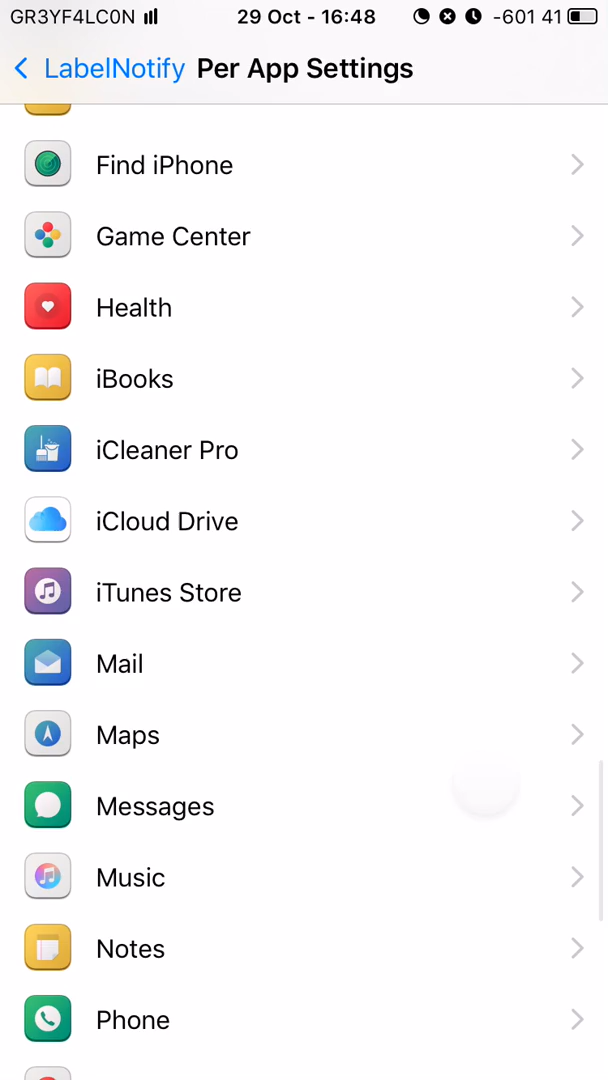 GR3YF4LC0N 29 Oct - 16:48 -601 41
LabelNotify Per App Settings
Find iPhone
Game Center
Health
iBooks
iCleaner Pro
iCloud Drive
iTunes Store
Mail
Maps
Messages
Music
Notes
Phone